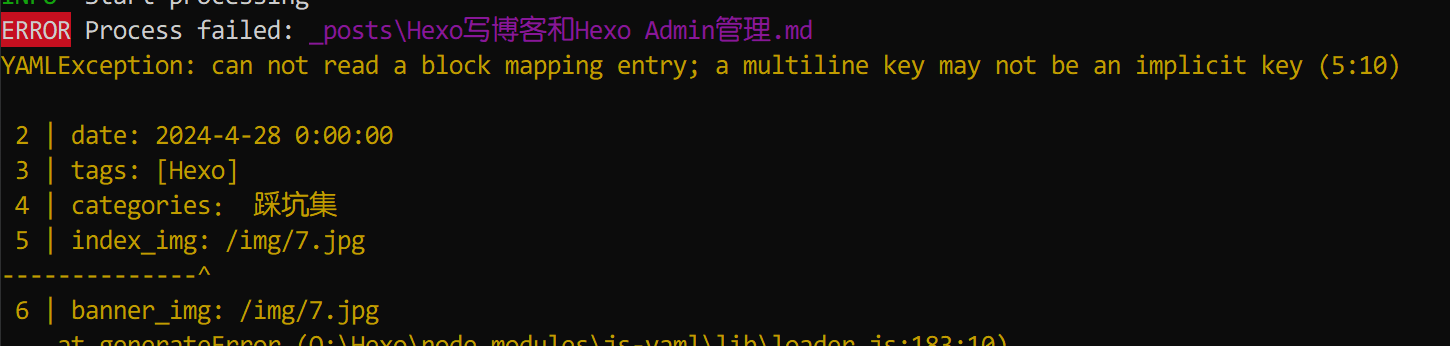 INFO  Start processing
ERROR Process failed: _posts\Hexo写博客和Hexo Admin管理.md
YAMLException: can not read a block mapping entry; a multiline key may not be an implicit key (5:10)
2 | date: 2024-4-28 0:00:00
3 | tags: [Hexo]
4 | categories:  踩坑集
5 | index_img: /img/7.jpg
--------------^
6 | banner_img: /img/7.jpg
at generateError (O:\Hexo\node_modules\js-yaml\lib\loader.js:183:10)